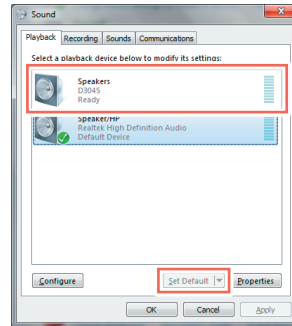 Sound
Playback Recording Sounds Communications
Select a playback device below to modify its settings:
Speakers
D3045
Ready
Speaker/HP
Realtek High Definition Audio
Default Device
Configure Set Default Properties
OK Cancel Apply